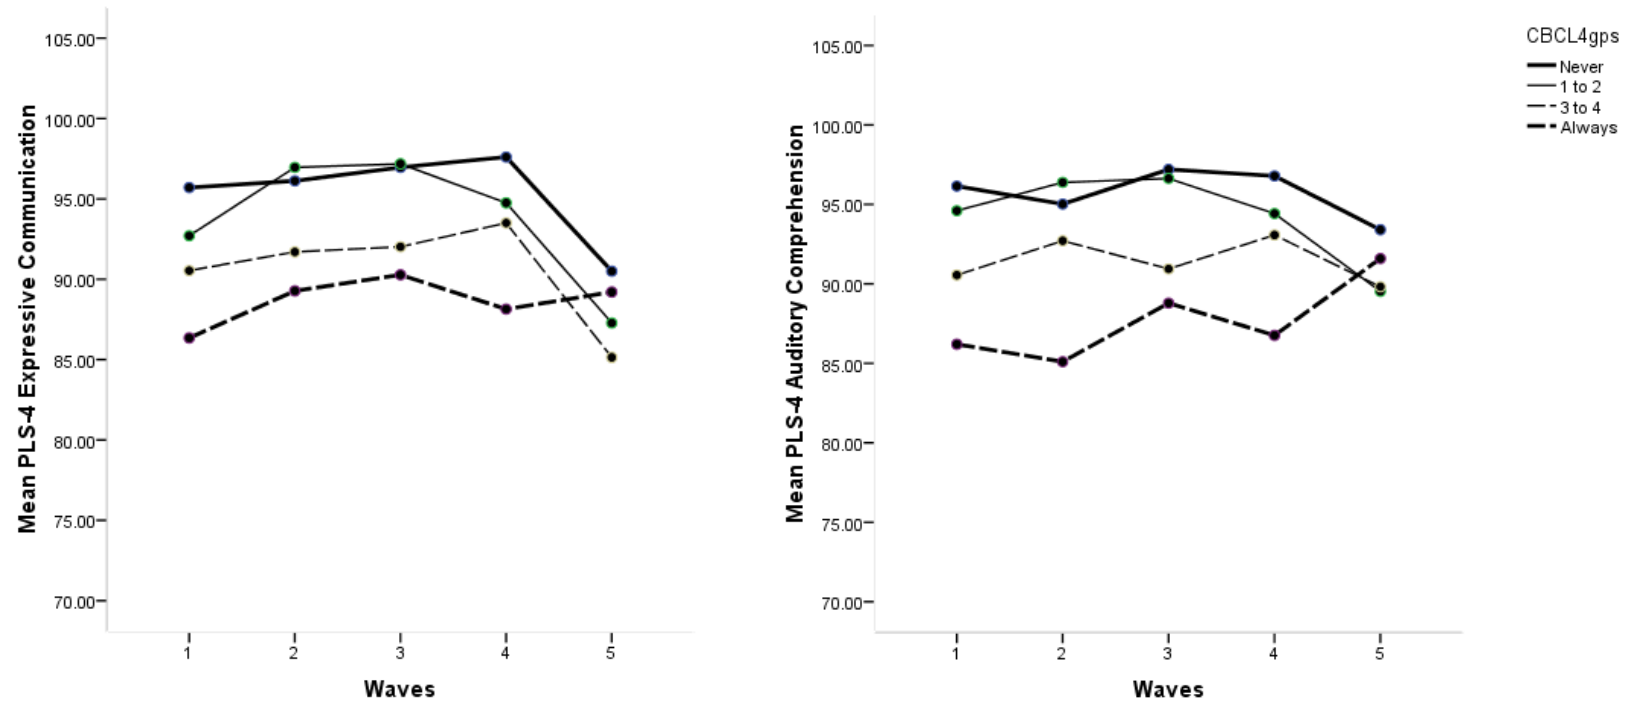 Mean PLS-4 Expressive Communication
105.00
100.00
95.00
90.00
85.00
80.00
75.00
70.00
1 2 3 4 5
Waves
Mean PLS-4 Auditory Comprehension
105.00
100.00
95.00
90.00
85.00
80.00
75.00
70.00
1 2 3 4 5
Waves
CBCL4gps
Never
1 to 2
3 to 4
Always